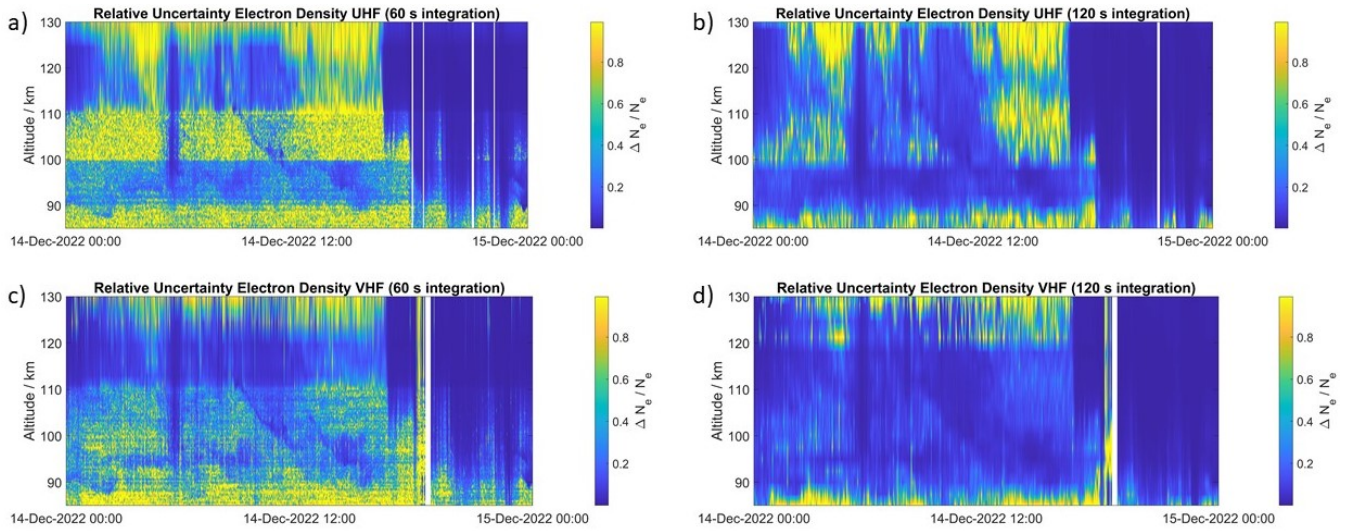 a)
Relative Uncertainty Electron Density UHF (60 s integration)
130
120
110
100
90
Altitude / km
14-Dec-2022 00:00
14-Dec-2022 12:00
15-Dec-2022 00:00
0.8
0.6
0.4
0.2
Δ N_e / N_e
b)
Relative Uncertainty Electron Density UHF (120 s integration)
130
120
110
100
90
Altitude / km
14-Dec-2022 00:00
14-Dec-2022 12:00
15-Dec-2022 00:00
0.8
0.6
0.4
0.2
Δ N_e / N_e
c)
Relative Uncertainty Electron Density VHF (60 s integration)
130
120
110
100
90
Altitude / km
14-Dec-2022 00:00
14-Dec-2022 12:00
15-Dec-2022 00:00
0.8
0.6
0.4
0.2
Δ N_e / N_e
d)
Relative Uncertainty Electron Density VHF (120 s integration)
130
120
110
100
90
Altitude / km
14-Dec-2022 00:00
14-Dec-2022 12:00
15-Dec-2022 00:00
0.8
0.6
0.4
0.2
Δ N_e / N_e